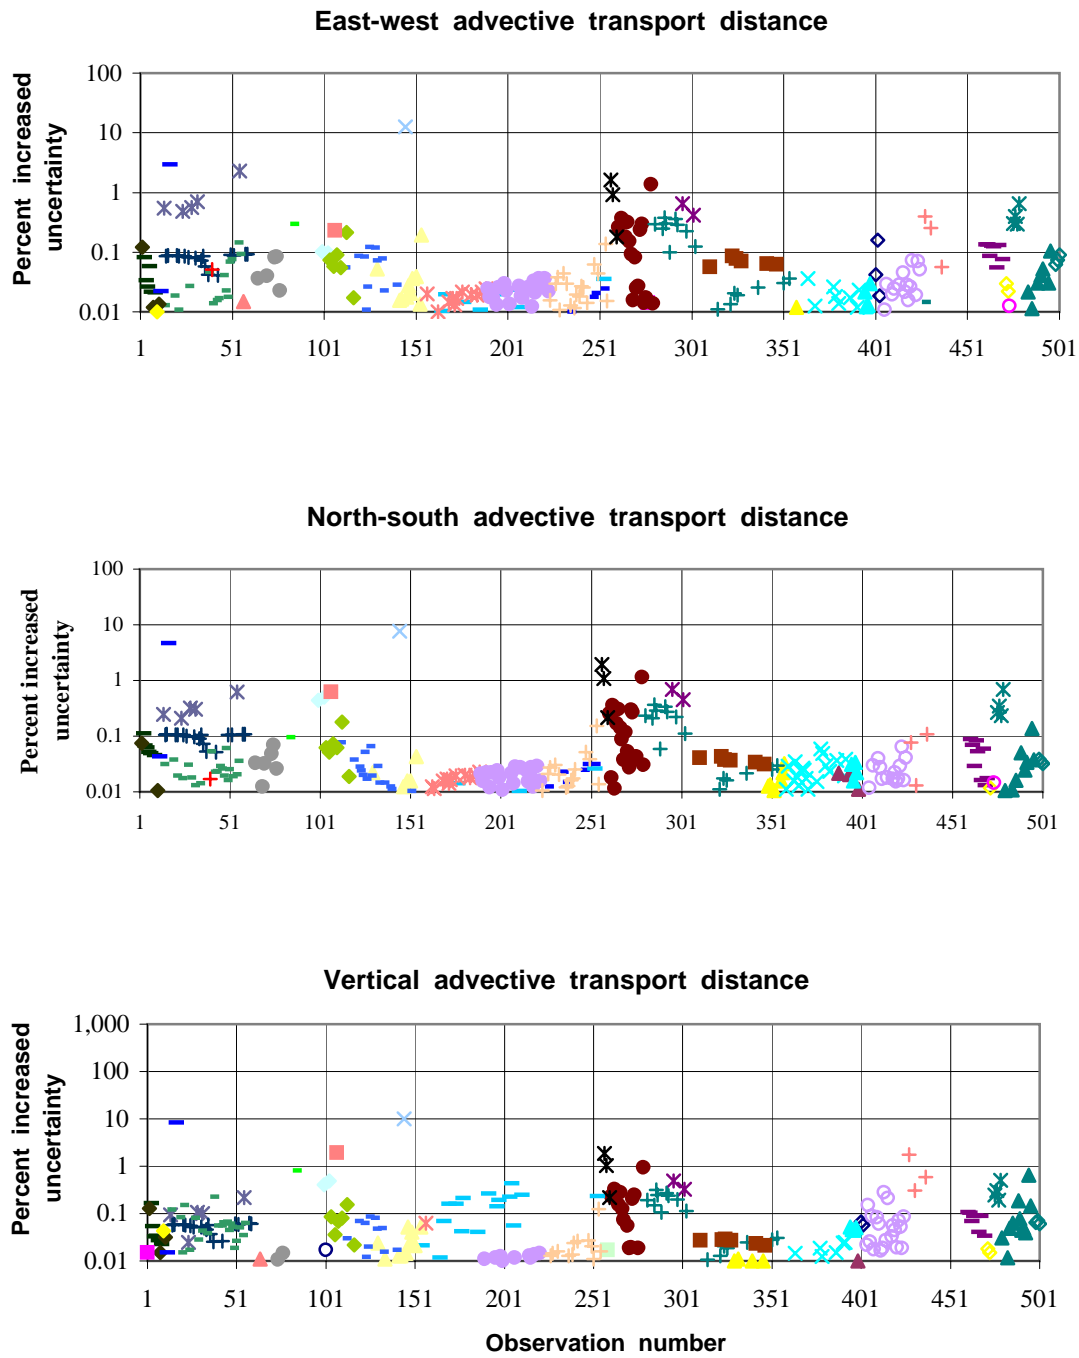 East-west advective transport distance
Percent increased
uncertainty
100
10
1
0.1
0.01
1 51 101 151 201 251 301 351 401 451 501
North-south advective transport distance
Percent increased
uncertainty
100
10
1
0.1
0.01
1 51 101 151 201 251 301 351 401 451 501
Vertical advective transport distance
Percent increased
uncertainty
1,000
100
10
1
0.1
0.01
1 51 101 151 201 251 301 351 401 451 501
Observation number